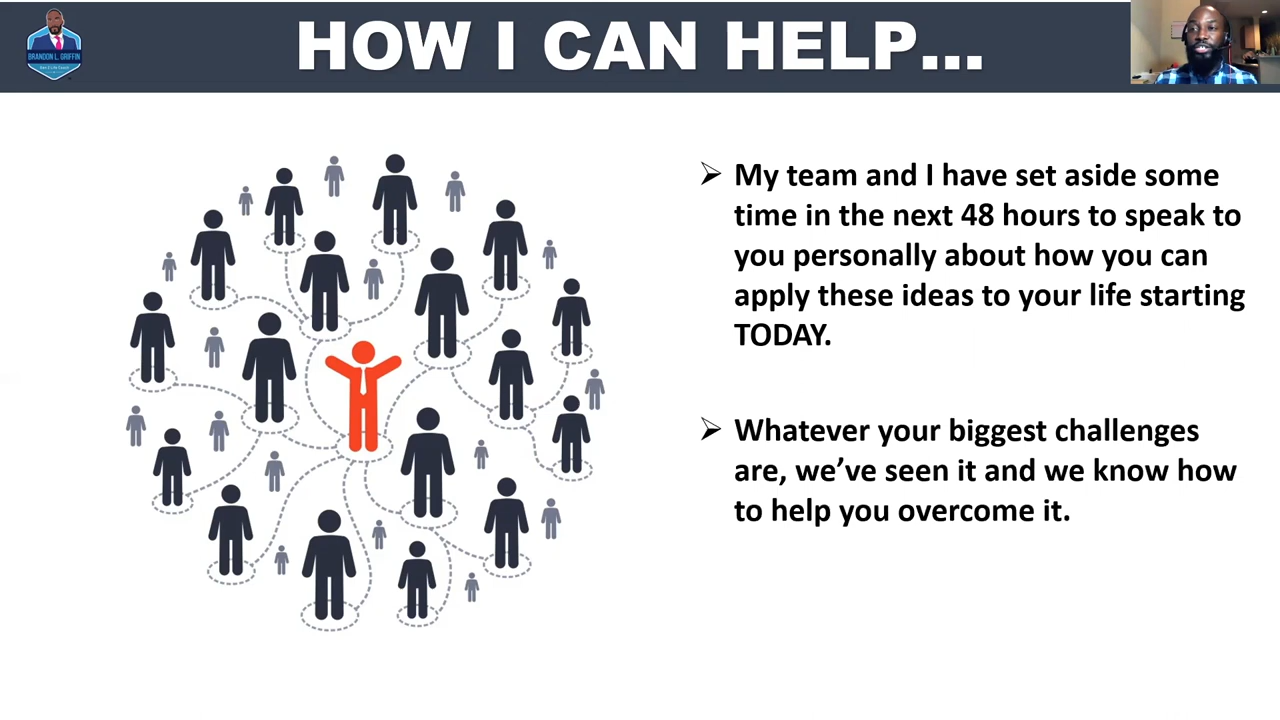 HOW I CAN HELP...
BRANDON L. GRIFFIN
➢ My team and I have set aside some
time in the next 48 hours to speak to
you personally about how you can
apply these ideas to your life starting
TODAY.
➢ Whatever your biggest challenges
are, we’ve seen it and we know how
to help you overcome it.